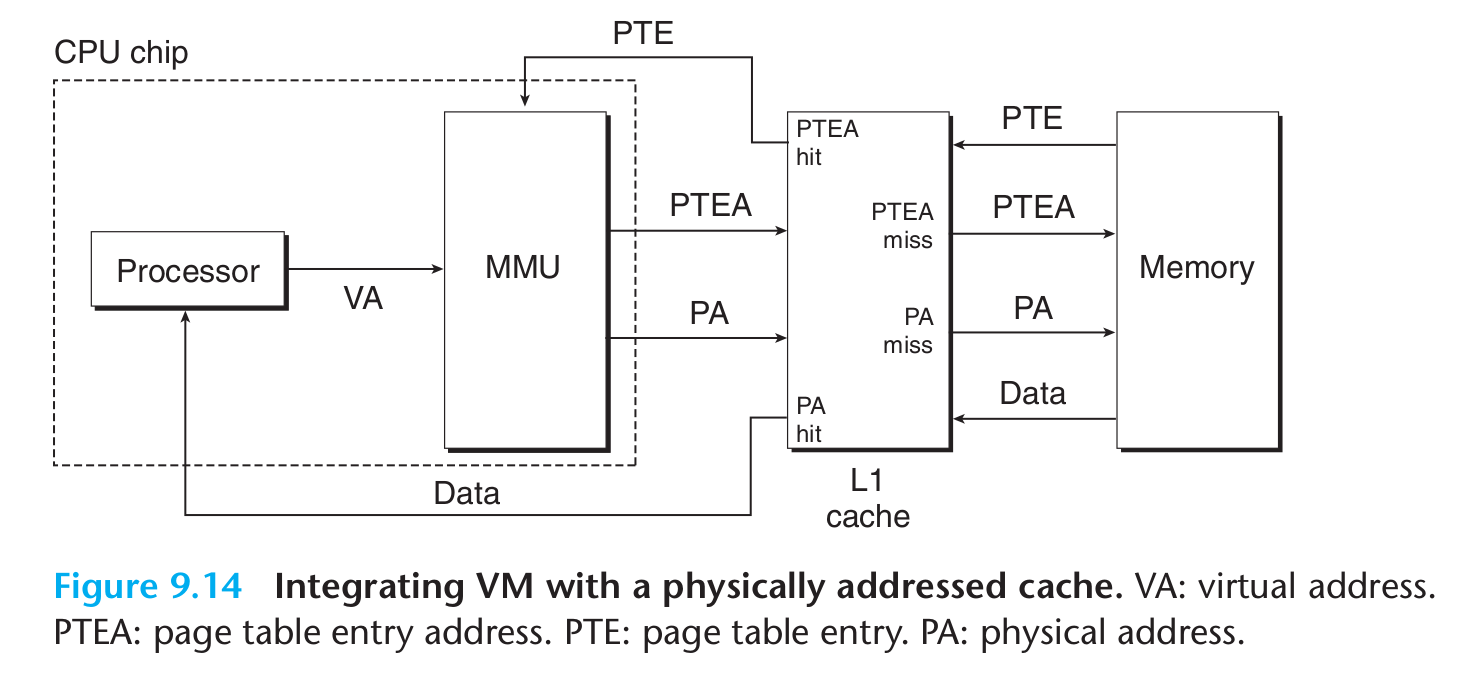 PTE
CPU chip
PTEA
hit
PTE
PTEA
PTEA
miss
PTEA
Processor
VA
MMU
Memory
PA
PA
miss
PA
PA
hit
Data
Data
L1
cache
Figure 9.14 Integrating VM with a physically addressed cache. VA: virtual address.
PTEA: page table entry address. PTE: page table entry. PA: physical address.